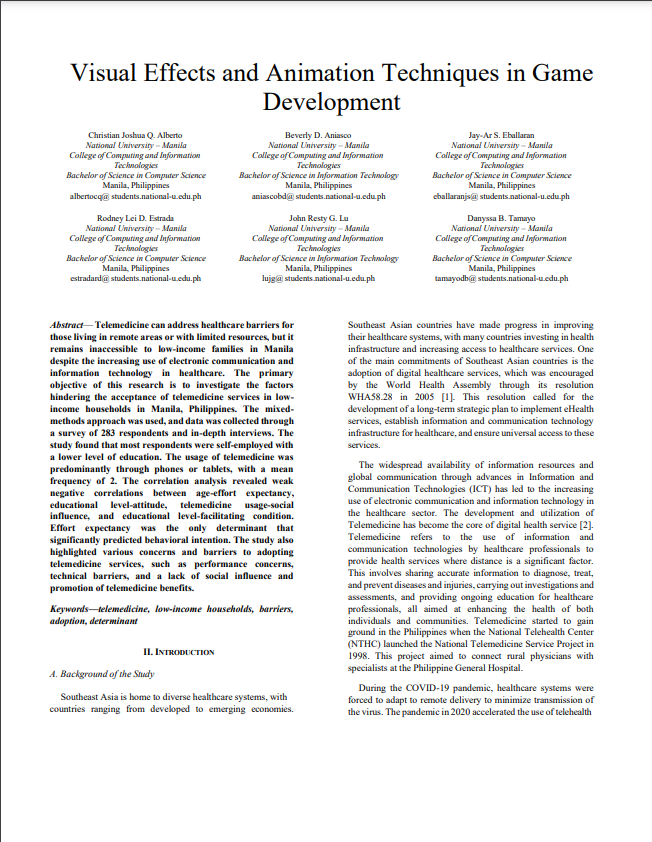 Visual Effects and Animation Techniques in Game
Development
Christian Joshua Q. Alberto
National University – Manila
College of Computing and Information
Technologies
Bachelor of Science in Computer Science
Manila, Philippines
albertocq@ students.national-u.edu.ph
Beverly D. Aniasco
National University – Manila
College of Computing and Information
Technologies
Bachelor of Science in Information Technology
Manila, Philippines
aniascobd@ students.national-u.edu.ph
Jay-Ar S. Eballaran
National University – Manila
College of Computing and Information
Technologies
Bachelor of Science in Computer Science
Manila, Philippines
eballaranjs@ students.national-u.edu.ph
Rodney Lei D. Estrada
National University – Manila
College of Computing and Information
Technologies
Bachelor of Science in Computer Science
Manila, Philippines
estradard@ students.national-u.edu.ph
John Resty G. Lu
National University – Manila
College of Computing and Information
Technologies
Bachelor of Science in Information Technology
Manila, Philippines
lujg@ students.national-u.edu.ph
Danyssa B. Tamayo
National University – Manila
College of Computing and Information
Technologies
Bachelor of Science in Computer Science
Manila, Philippines
tamayodb@ students.national-u.edu.ph
Abstract— Telemedicine can address healthcare barriers for
those living in remote areas or with limited resources, but it
remains inaccessible to low-income families in Manila
despite the increasing use of electronic communication and
information technology in healthcare. The primary
objective of this research is to investigate the factors
hindering the acceptance of telemedicine services in low-
income households in Manila, Philippines. The mixed-
methods approach was used, and data was collected through
a survey of 283 respondents and in-depth interviews. The
study found that most respondents were self-employed with
a lower level of education. The usage of telemedicine was
predominantly through phones or tablets, with a mean
frequency of 2. The correlation analysis revealed weak
negative correlations between age-effort expectancy,
educational level-attitude, telemedicine usage-social
influence, and educational level-facilitating condition.
Effort expectancy was the only determinant that
significantly predicted behavioral intention. The study also
highlighted various concerns and barriers to adopting
telemedicine services, such as performance concerns,
technical barriers, and a lack of social influence and
promotion of telemedicine benefits.
Keywords—telemedicine, low-income households, barriers,
adoption, determinant
II. INTRODUCTION
A. Background of the Study
Southeast Asia is home to diverse healthcare systems, with
countries ranging from developed to emerging economies.
Southeast Asian countries have made progress in improving
their healthcare systems, with many countries investing in health
infrastructure and increasing access to healthcare services. One
of the main commitments of Southeast Asian countries is the
adoption of digital healthcare services, which was encouraged
by the World Health Assembly through its resolution
WHA58.28 in 2005 [1]. This resolution called for the
development of a long-term strategic plan to implement eHealth
services, establish information and communication technology
infrastructure for healthcare, and ensure universal access to these
services.
The widespread availability of information resources and
global communication through advances in Information and
Communication Technologies (ICT) has led to the increasing
use of electronic communication and information technology in
the healthcare sector. The development and utilization of
Telemedicine has become the core of digital health service [2].
Telemedicine refers to the use of information and
communication technologies by healthcare professionals to
provide health services where distance is a significant factor.
This involves sharing accurate information to diagnose, treat,
and prevent diseases and injuries, carrying out investigations and
assessments, and providing ongoing education for healthcare
professionals, all aimed at enhancing the health of both
individuals and communities. Telemedicine started to gain
ground in the Philippines when the National Telehealth Center
(NTHC) launched the National Telemedicine Service Project in
1998. This project aimed to connect rural physicians with
specialists at the Philippine General Hospital.
During the COVID-19 pandemic, healthcare systems were
forced to adapt to remote delivery to minimize transmission of
the virus. The pandemic in 2020 accelerated the use of telehealth